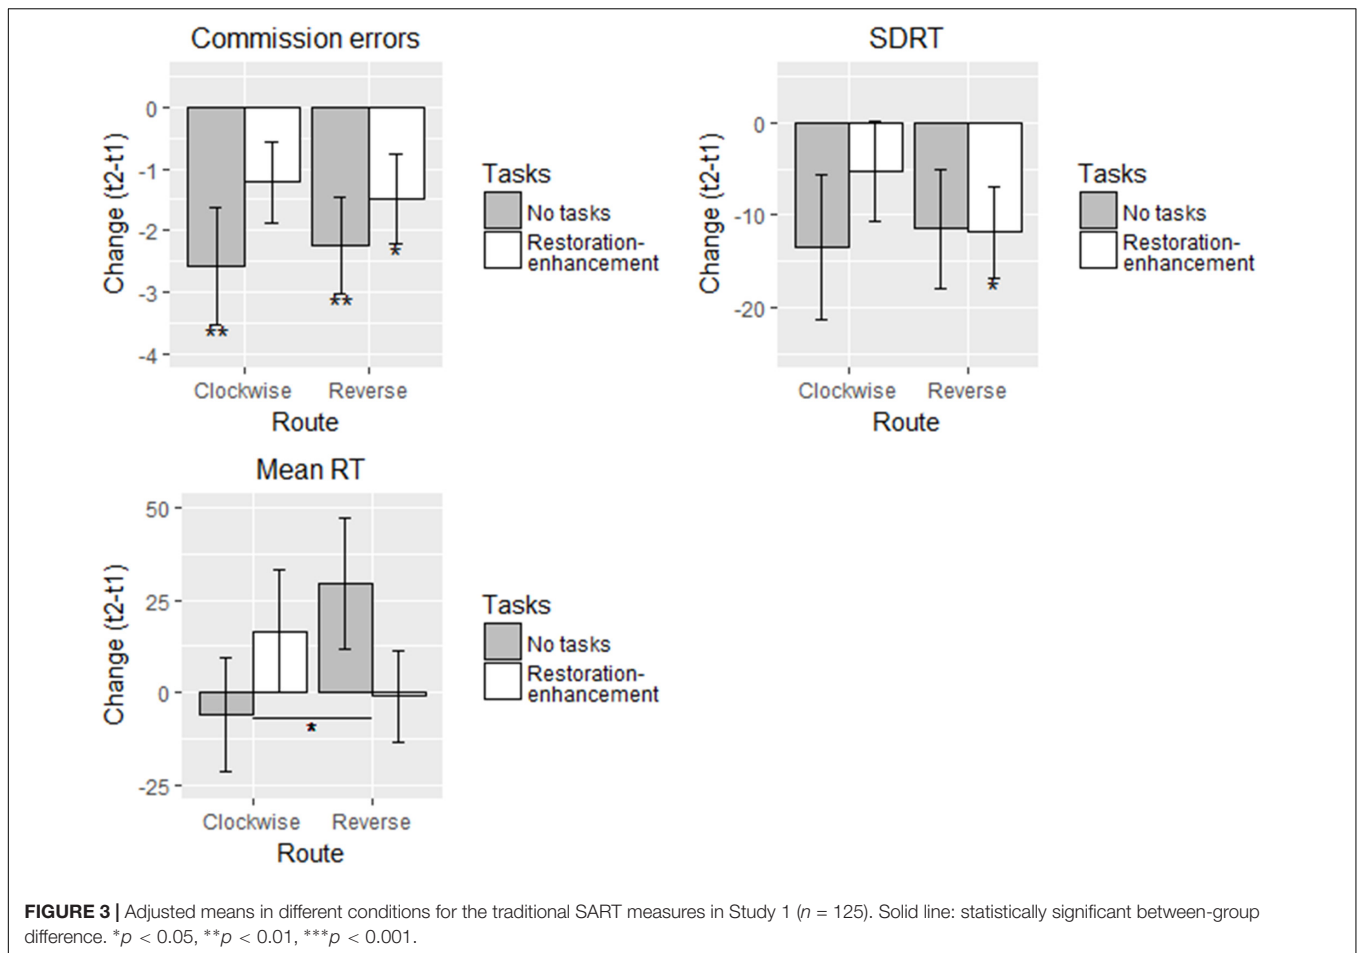 Commission errors
Change (t2-t1)
0
-1
-2
-3
-4
**
**
*
Clockwise
Reverse
Route
Tasks
No tasks
Restoration-
enhancement
SDRT
Change (t2-t1)
0
-10
-20
*
Clockwise
Reverse
Route
Tasks
No tasks
Restoration-
enhancement
Mean RT
Change (t2-t1)
50
25
0
-25
*
Clockwise
Reverse
Route
Tasks
No tasks
Restoration-
enhancement
FIGURE 3 | Adjusted means in different conditions for the traditional SART measures in Study 1 (n = 125). Solid line: statistically significant between-group
difference. *p < 0.05, **p < 0.01, ***p < 0.001.